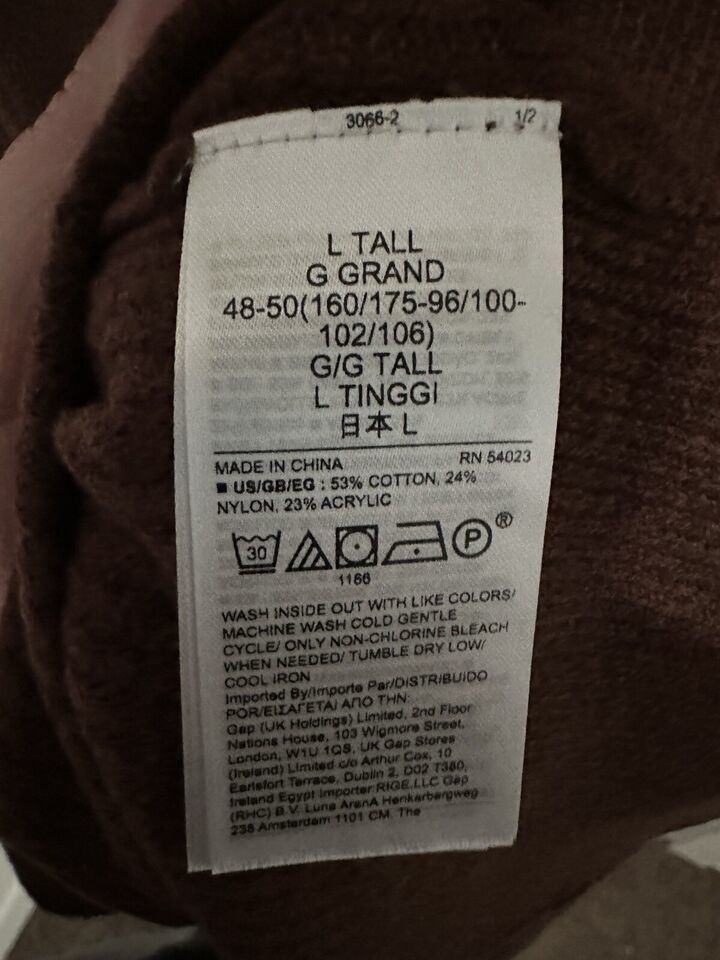 3066-2 1/2
L TALL
G GRAND
48-50(160/175-96/100-
102/106)
G/G TALL
L TINGGI
日本 L
MADE IN CHINA RN 54023
■ US/GB/EG : 53% COTTON, 24%
NYLON, 23% ACRYLIC
30 P ®
1166
WASH INSIDE OUT WITH LIKE COLORS/
MACHINE WASH COLD GENTLE
CYCLE/ ONLY NON-CHLORINE BLEACH
WHEN NEEDED/ TUMBLE DRY LOW/
COOL IRON
Imported By/Importe Par/DISTRIBUIDO
POR/ΕΙΣΑΓΕΤΑΙ ΑΠΟ ΤΗΝ:
Gap (UK Holdings) Limited, 2nd Floor
Nations House, 103 Wigmore Street,
London, W1U 1QS, UK Gap Stores
(Ireland) Limited c/o Arthur Cox, 10
Earlsfort Terrace, Dublin 2, D02 T380,
Ireland Egypt Importer:RIGE,LLC Gap
(RHC) B.V. Luna ArenA Herikerbergweg
238 Amsterdam 1101 CM. The